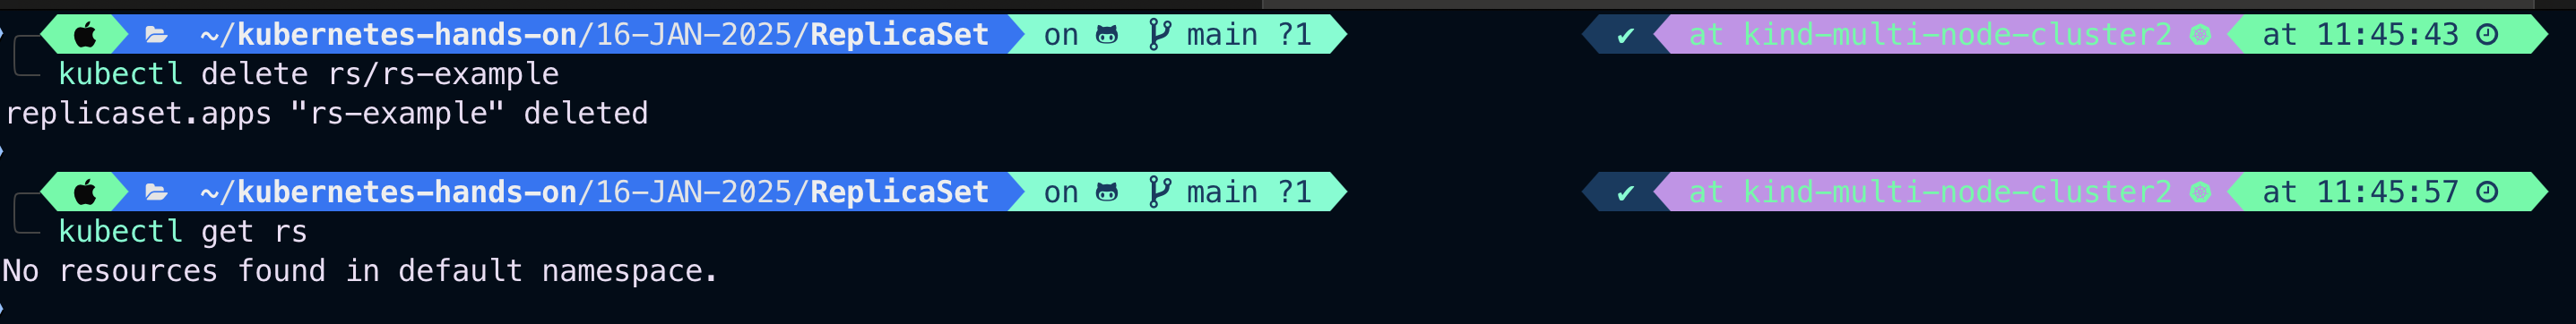 ~/kubernetes-hands-on/16-JAN-2025/ReplicaSet on main ?1 ✔ at kind-multi-node-cluster2 at 11:45:43
kubectl delete rs/rs-example
replicaset.apps "rs-example" deleted
~/kubernetes-hands-on/16-JAN-2025/ReplicaSet on main ?1 ✔ at kind-multi-node-cluster2 at 11:45:57
kubectl get rs
No resources found in default namespace.